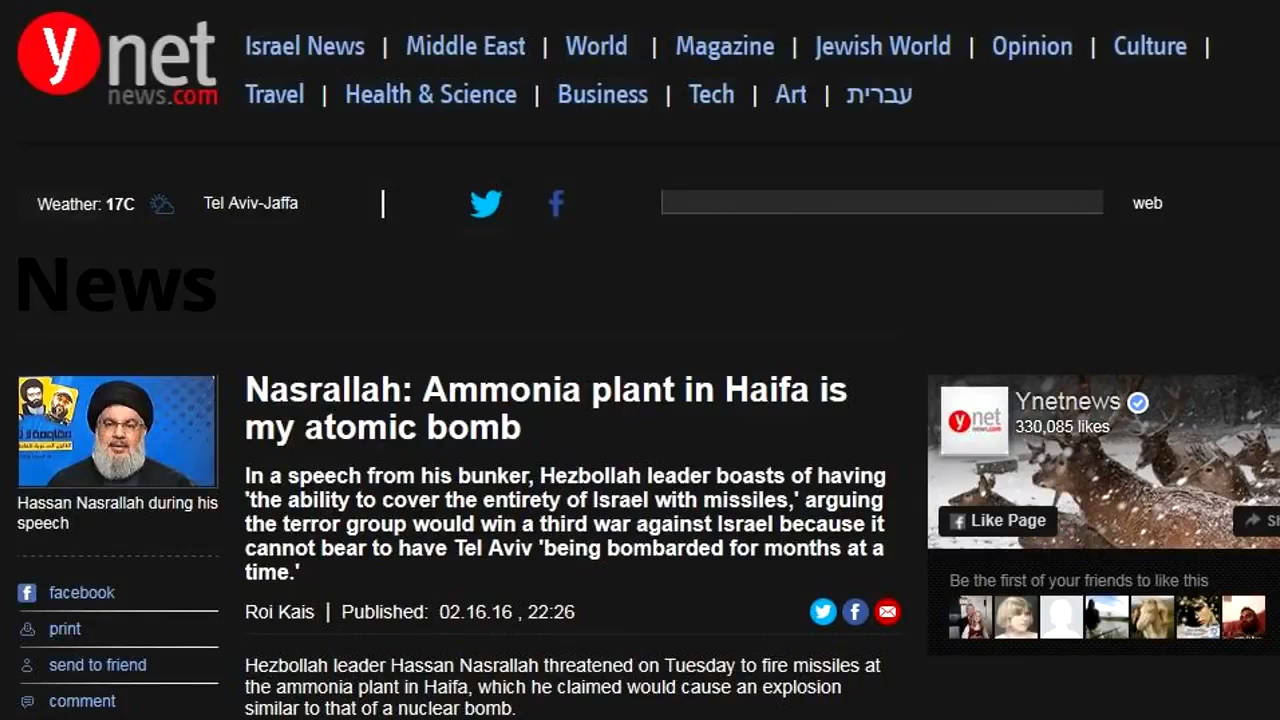 ynet
news.com
Israel News | Middle East | World | Magazine | Jewish World | Opinion | Culture |
Travel | Health & Science | Business | Tech | Art | עברית
Weather: 17C Tel Aviv-Jaffa | web
News
Nasrallah: Ammonia plant in Haifa is
my atomic bomb
In a speech from his bunker, Hezbollah leader boasts of having
'the ability to cover the entirety of Israel with missiles,' arguing
the terror group would win a third war against Israel because it
cannot bear to have Tel Aviv 'being bombarded for months at a
time.'
Roi Kais | Published: 02.16.16 , 22:26
Hezbollah leader Hassan Nasrallah threatened on Tuesday to fire missiles at
the ammonia plant in Haifa, which he claimed would cause an explosion
similar to that of a nuclear bomb.
Hassan Nasrallah during his
speech
facebook
print
send to friend
comment
ynet
news.com
Ynetnews
330,085 likes
Like Page
Be the first of your friends to like this